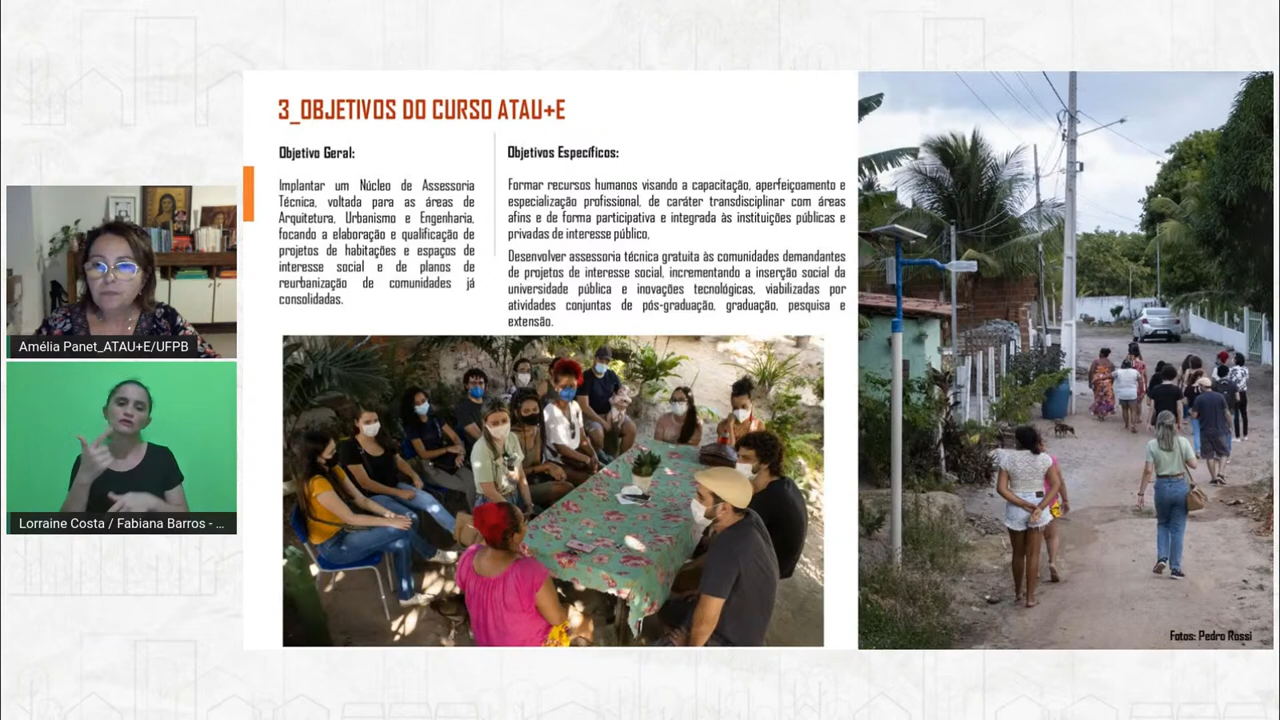 3_OBJETIVOS DO CURSO ATAU+E
Objetivo Geral:
Implantar um Núcleo de Assessoria
Técnica, voltada para as áreas de
Arquitetura, Urbanismo e Engenharia,
focando a elaboração e qualificação de
projetos de habitações e espaços de
interesse social e de planos de
reurbanização de comunidades já
consolidadas.
Objetivos Específicos:
Formar recursos humanos visando a capacitação, aperfeiçoamento e
especialização profissional, de caráter transdisciplinar com áreas
afins e de forma participativa e integrada às instituições públicas e
privadas de interesse público.
Desenvolver assessoria técnica gratuita às comunidades demandantes
de projetos de interesse social, incrementando a inserção social da
universidade pública e inovações tecnológicas, viabilizadas por
atividades conjuntas de pós-graduação, graduação, pesquisa e
extensão.
Amélia Panet_ATAU+E/UFPB
Lorraine Costa / Fabiana Barros - ...
Fotos: Pedro Rossi